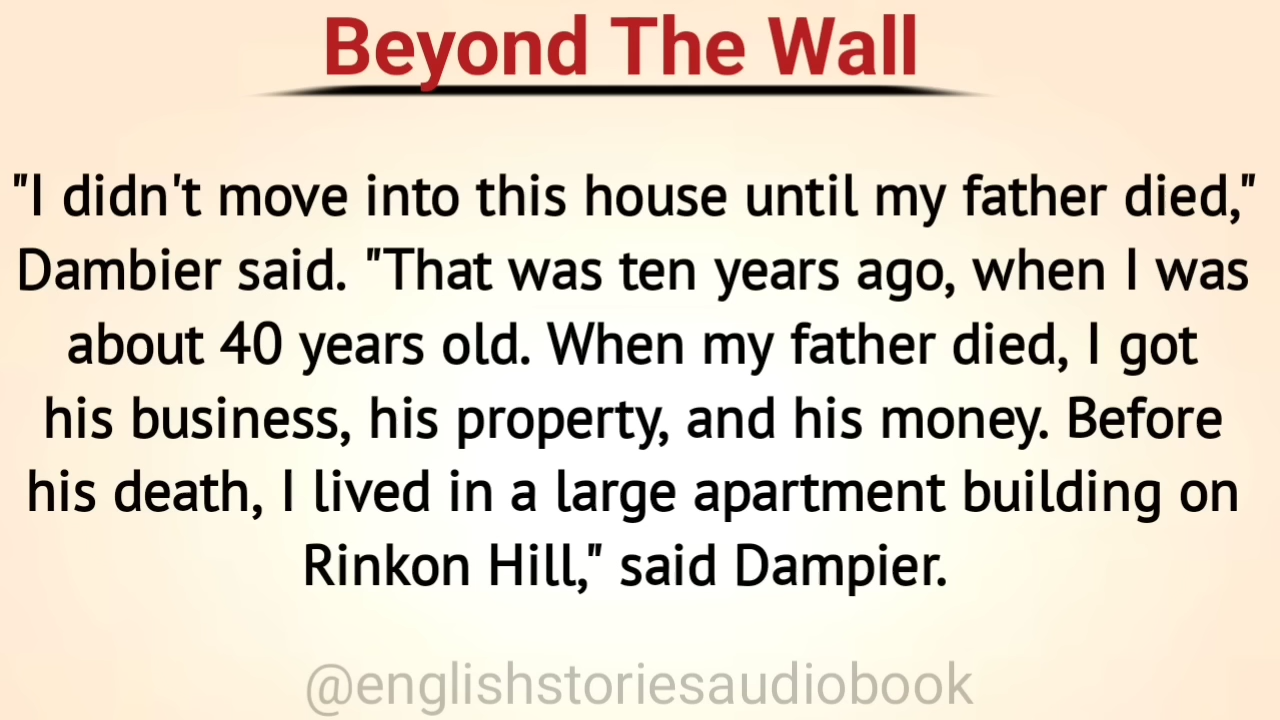 Beyond The Wall
"I didn't move into this house until my father died,"
Dambier said. "That was ten years ago, when I was
about 40 years old. When my father died, I got
his business, his property, and his money. Before
his death, I lived in a large apartment building on
Rinkon Hill," said Dampier.
@englishstoriesaudiobook